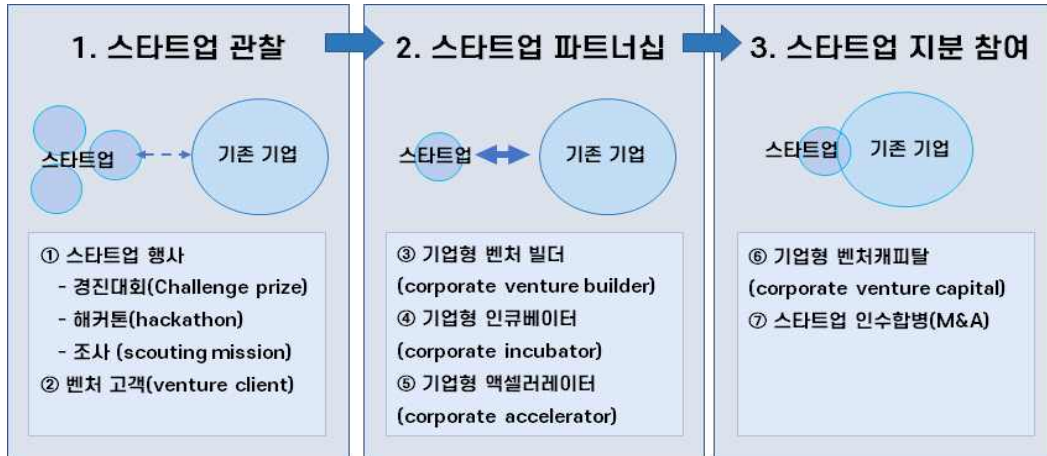 1. 스타트업 관찰
스타트업
기존 기업
① 스타트업 행사
- 경진대회(Challenge prize)
- 해커톤(hackathon)
- 조사 (scouting mission)
② 벤처 고객(venture client)
2. 스타트업 파트너십
스타트업
기존 기업
③ 기업형 벤처 빌더
(corporate venture builder)
④ 기업형 인큐베이터
(corporate incubator)
⑤ 기업형 액셀러레이터
(corporate accelerator)
3. 스타트업 지분 참여
스타트업
기존 기업
⑥ 기업형 벤처캐피탈
(corporate venture capital)
⑦ 스타트업 인수합병(M&A)